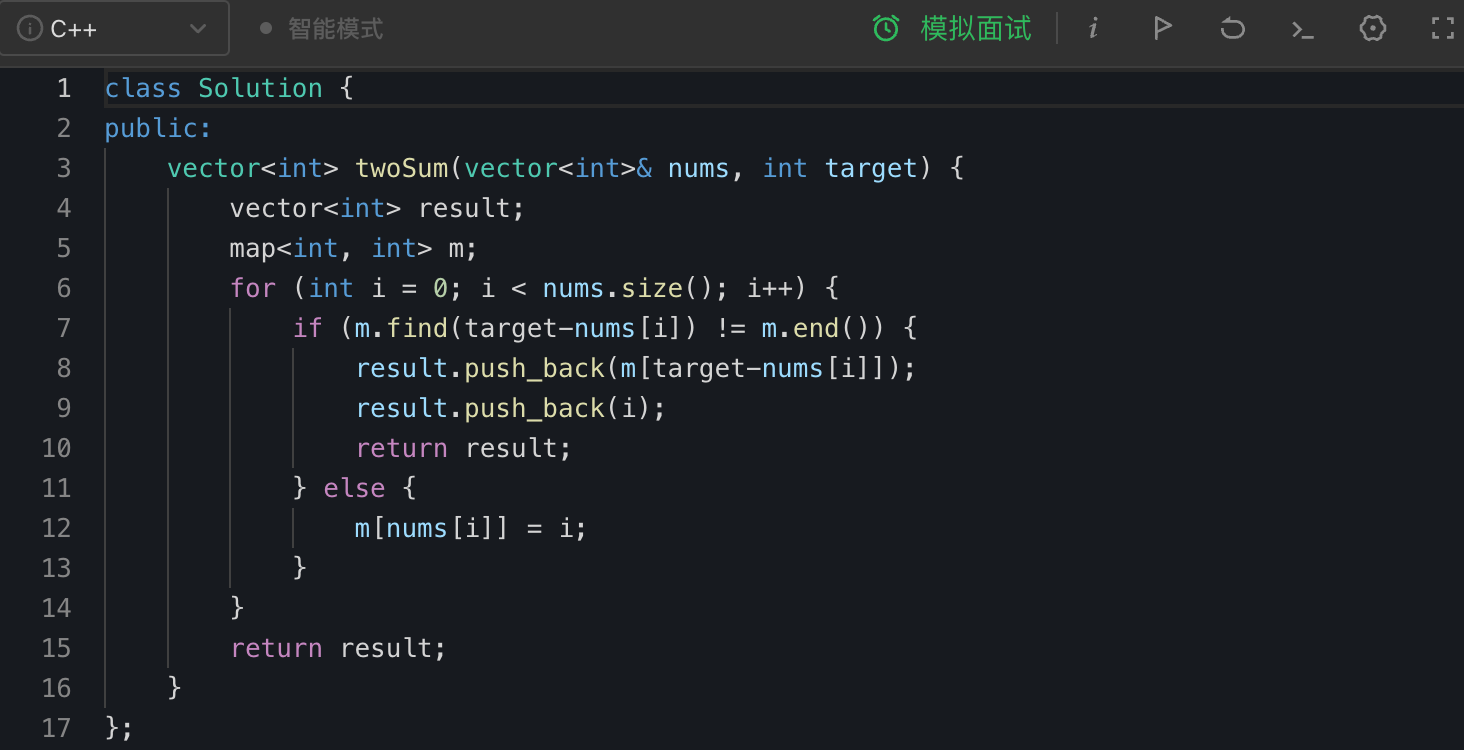 C++ 智能模式 模拟面试
1 class Solution {
2 public:
3     vector<int> twoSum(vector<int>& nums, int target) {
4         vector<int> result;
5         map<int, int> m;
6         for (int i = 0; i < nums.size(); i++) {
7             if (m.find(target-nums[i]) != m.end()) {
8                 result.push_back(m[target-nums[i]]);
9                 result.push_back(i);
10                 return result;
11             } else {
12                 m[nums[i]] = i;
13             }
14         }
15         return result;
16     }
17 };